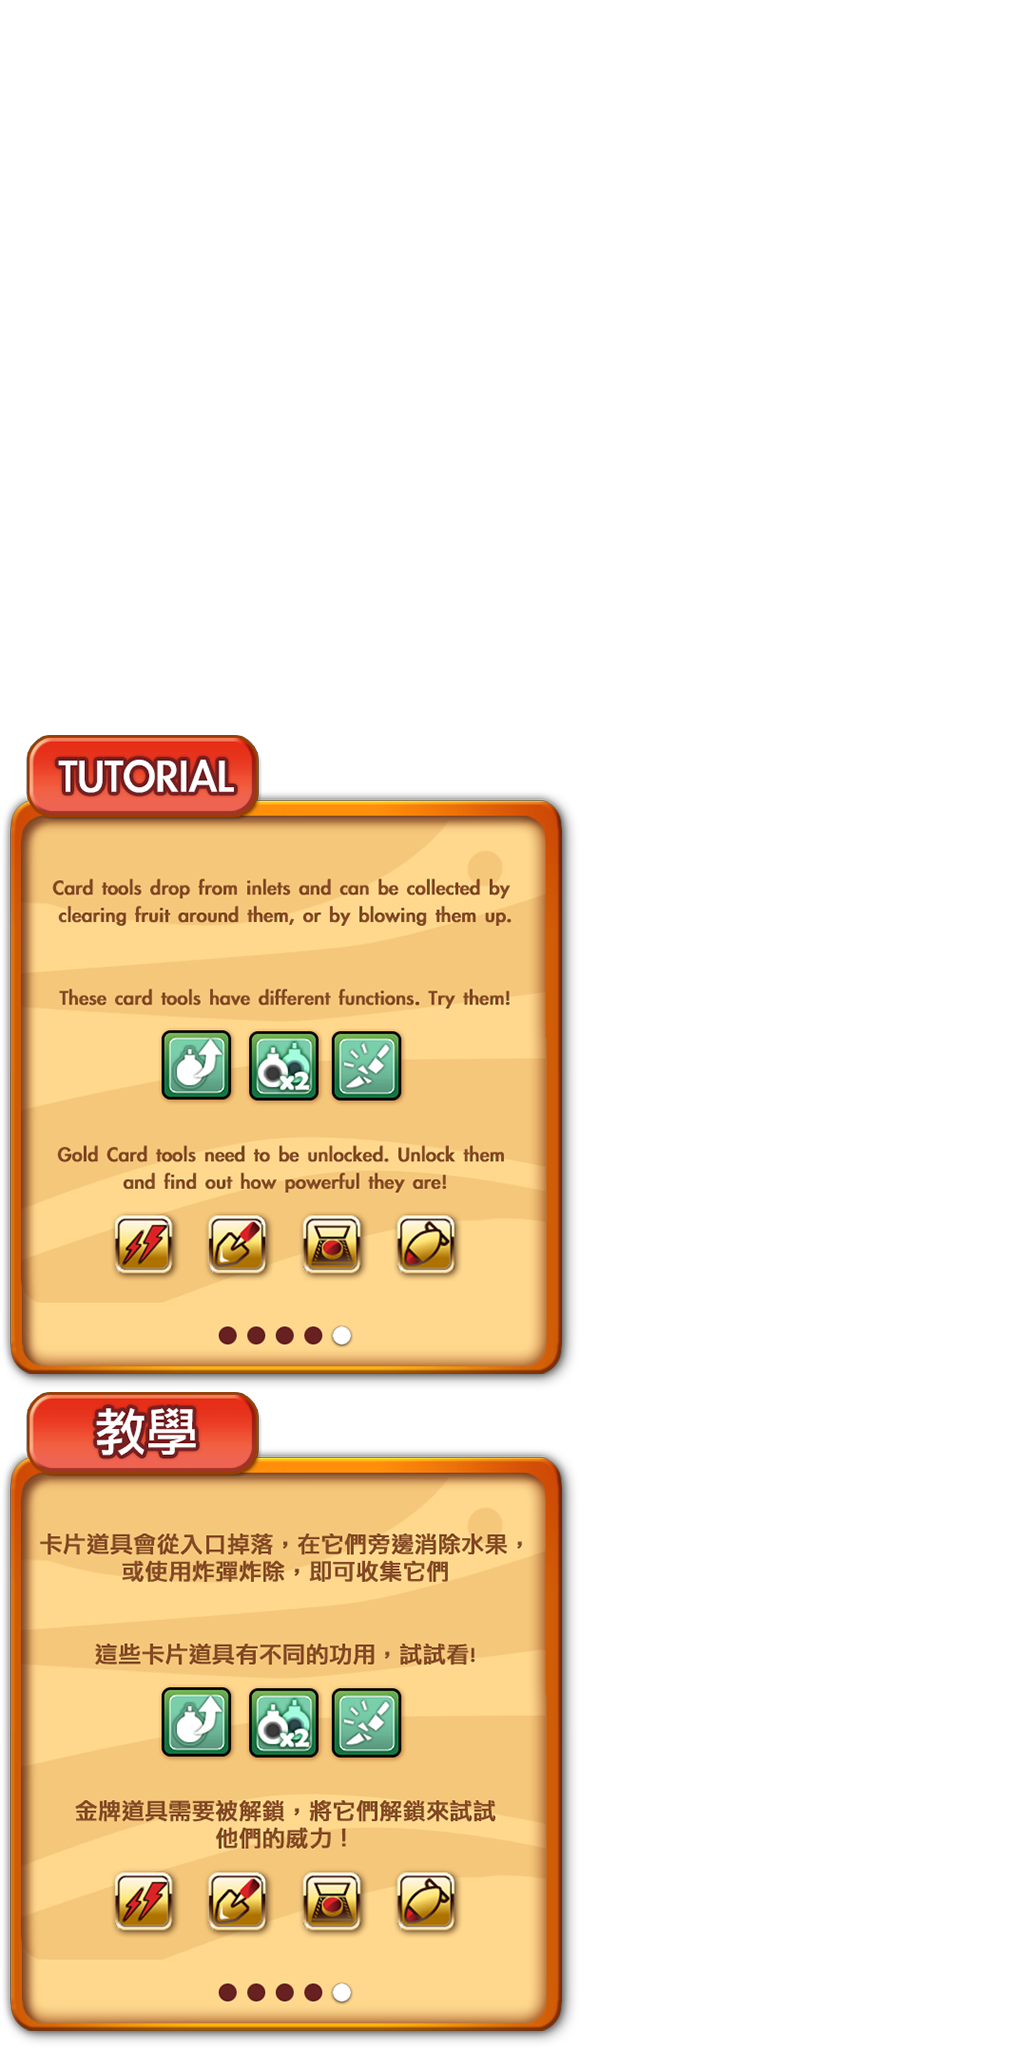 TUTORIAL
Card tools drop from inlets and can be collected by
clearing fruit around them, or by blowing them up.
These card tools have different functions. Try them!
x2
Gold Card tools need to be unlocked. Unlock them
and find out how powerful they are!
教學
卡片道具會從入口掉落，在它們旁邊消除水果，
或使用炸彈炸除，即可收集它們
這些卡片道具有不同的功用，試試看!
x2
金牌道具需要被解鎖，將它們解鎖來試試
他們的威力！